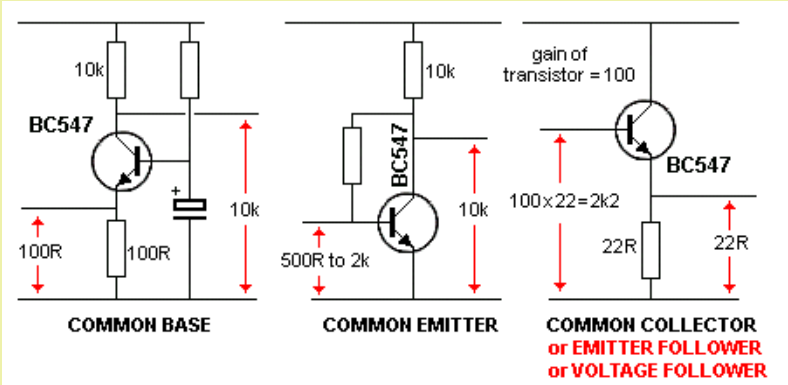 10k
BC547
+
100R
100R
10k
COMMON BASE
10k
BC547
500R to 2k
10k
COMMON EMITTER
gain of
transistor = 100
BC547
100x22=2k2
22R
22R
COMMON COLLECTOR
or EMITTER FOLLOWER
or VOLTAGE FOLLOWER